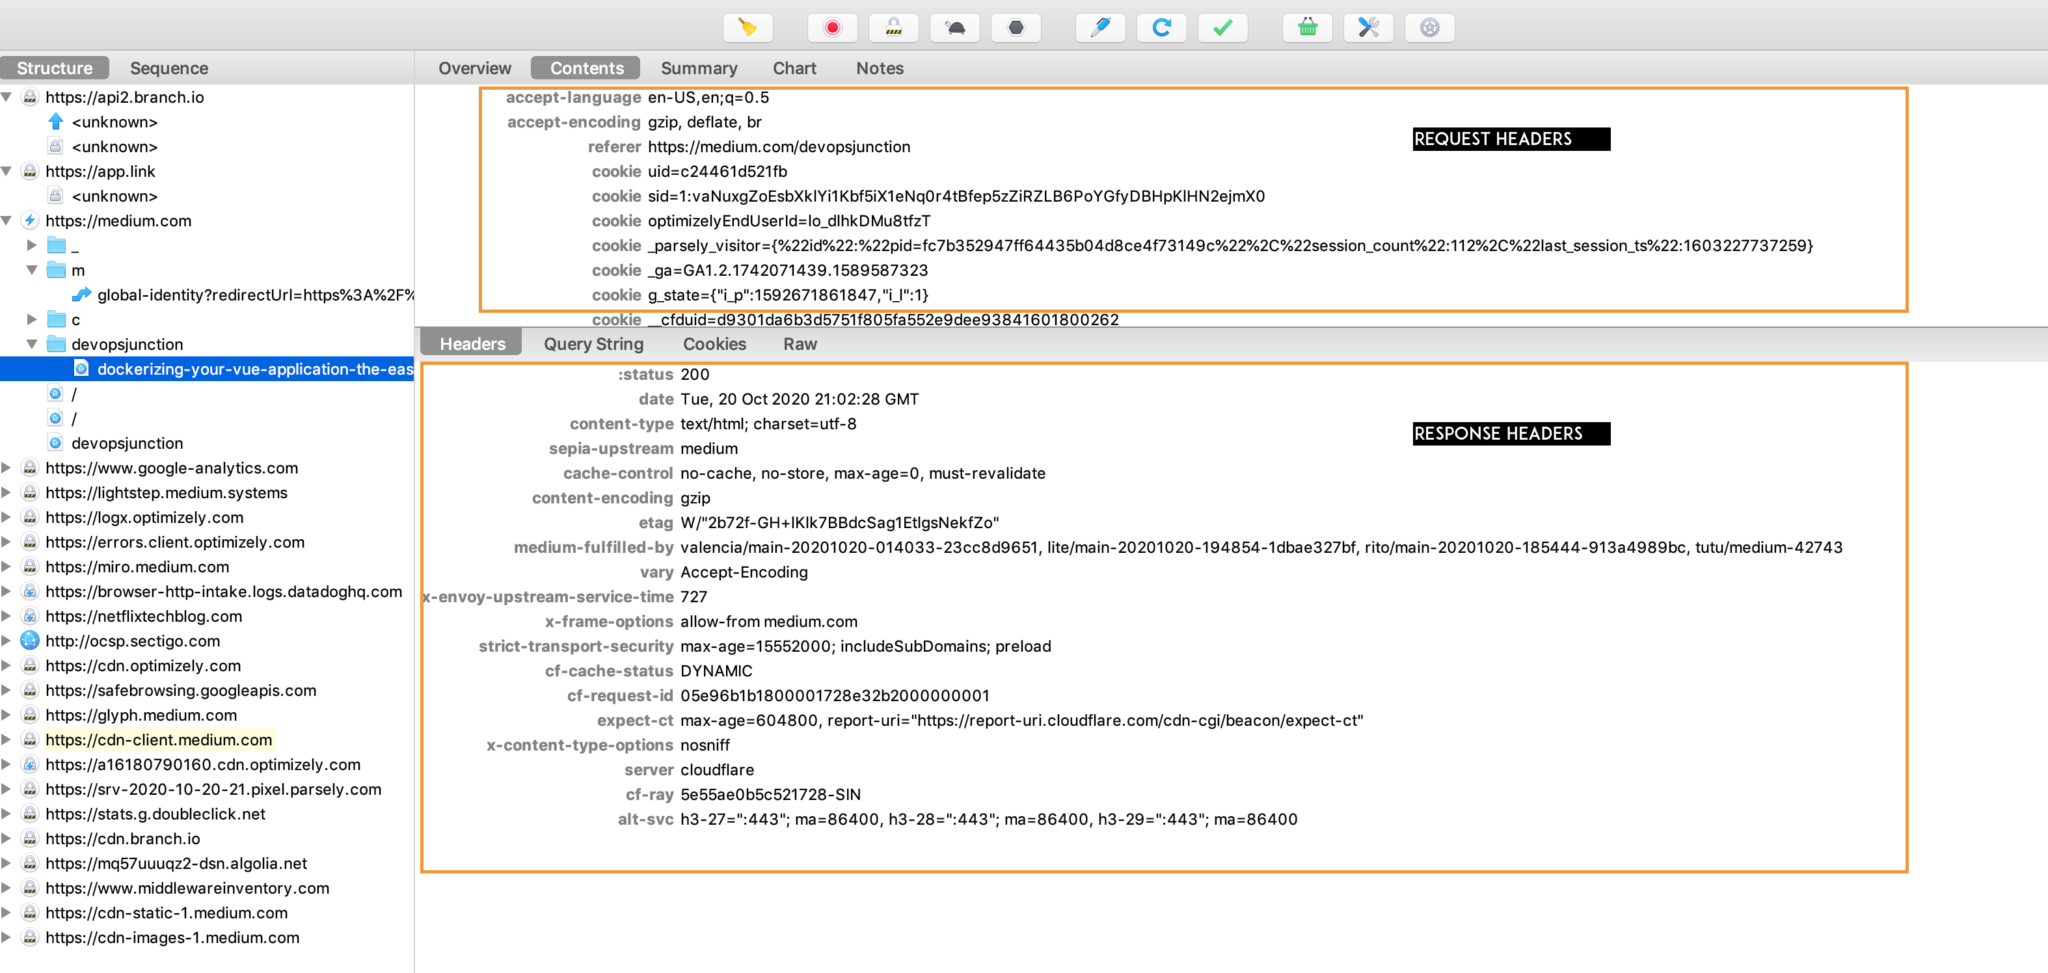 Structure
Sequence
https://api2.branch.io
<unknown>
<unknown>
https://app.link
<unknown>
https://medium.com
_
m
global-identity?redirectUrl=https%3A%2F%
c
devopsjunction
dockerizing-your-vue-application-the-eas
/
/
devopsjunction
https://www.google-analytics.com
https://lightstep.medium.systems
https://logx.optimizely.com
https://errors.client.optimizely.com
https://miro.medium.com
https://browser-http-intake.logs.datadoghq.com
https://netflixtechblog.com
http://ocsp.sectigo.com
https://cdn.optimizely.com
https://safebrowsing.googleapis.com
https://glyph.medium.com
https://cdn-client.medium.com
https://a16180790160.cdn.optimizely.com
https://srv-2020-10-20-21.pixel.parsely.com
https://stats.g.doubleclick.net
https://cdn.branch.io
https://mq57uuuqz2-dsn.algolia.net
https://www.middlewareinventory.com
https://cdn-static-1.medium.com
https://cdn-images-1.medium.com
Overview
Contents
Summary
Chart
Notes
accept-language en-US,en;q=0.5
accept-encoding gzip, deflate, br
REQUEST HEADERS
referer https://medium.com/devopsjunction
cookie uid=c24461d521fb
cookie sid=1:vaNuxgZoEsbXklYi1Kbf5iX1eNq0r4tBfep5zZiRZLB6PoYGfyDBHpKlHN2ejmX0
cookie optimizelyEndUserId=lo_dlhkDMu8tfzT
cookie _parsely_visitor={%22id%22:%22pid=fc7b352947ff64435b04d8ce4f73149c%22%2C%22session_count%22:112%2C%22last_session_ts%22:1603227737259}
cookie _ga=GA1.2.1742071439.1589587323
cookie g_state={"i_p":1592671861847,"i_l":1}
cookie __cfduid=d9301da6b3d5751f805fa552e9dee93841601800262
Headers
Query String
Cookies
Raw
:status 200
date Tue, 20 Oct 2020 21:02:28 GMT
content-type text/html; charset=utf-8
RESPONSE HEADERS
sepia-upstream medium
cache-control no-cache, no-store, max-age=0, must-revalidate
content-encoding gzip
etag W/"2b72f-GH+lKlk7BBdcSag1EtlgsNekfZo"
medium-fulfilled-by valencia/main-20201020-014033-23cc8d9651, lite/main-20201020-194854-1dbae327bf, rito/main-20201020-185444-913a4989bc, tutu/medium-42743
vary Accept-Encoding
x-envoy-upstream-service-time 727
x-frame-options allow-from medium.com
strict-transport-security max-age=15552000; includeSubDomains; preload
cf-cache-status DYNAMIC
cf-request-id 05e96b1b1800001728e32b2000000001
expect-ct max-age=604800, report-uri="https://report-uri.cloudflare.com/cdn-cgi/beacon/expect-ct"
x-content-type-options nosniff
server cloudflare
cf-ray 5e55ae0b5c521728-SIN
alt-svc h3-27=":443"; ma=86400, h3-28=":443"; ma=86400, h3-29=":443"; ma=86400